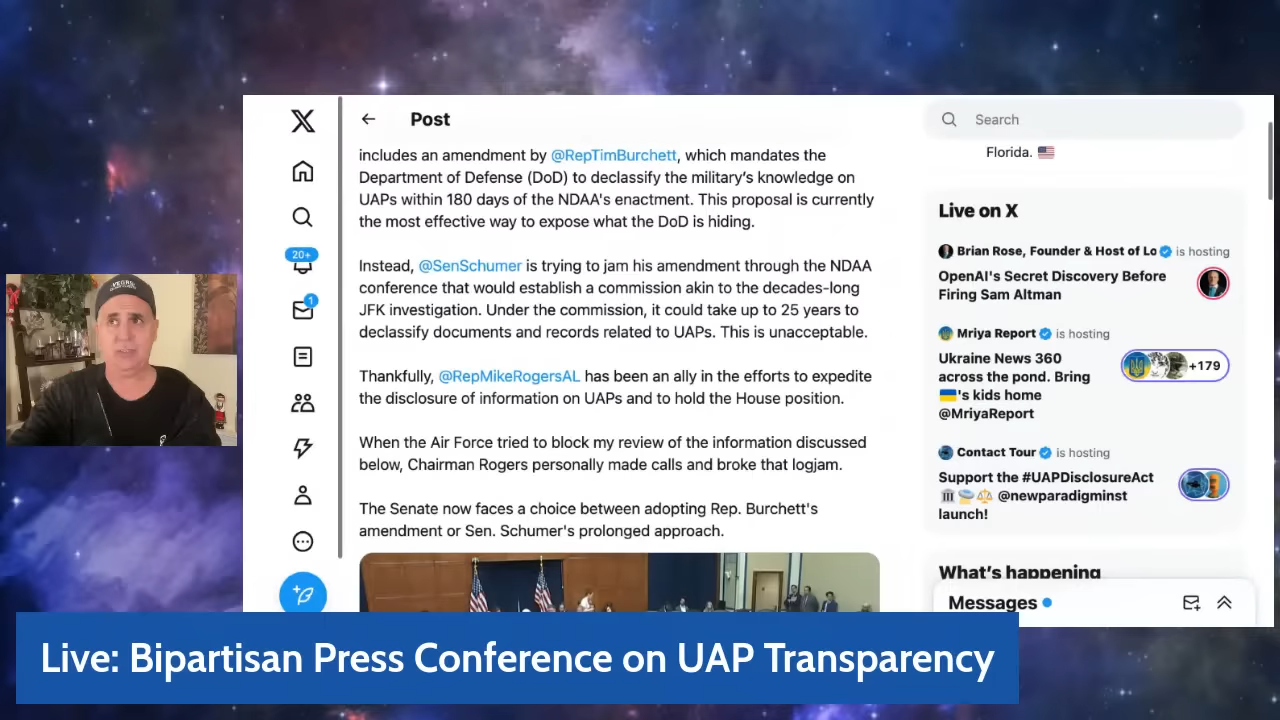 Post
includes an amendment by @RepTimBurchett, which mandates the
Department of Defense (DoD) to declassify the military's knowledge on
UAPs within 180 days of the NDAA's enactment. This proposal is currently
the most effective way to expose what the DoD is hiding.
Instead, @SenSchumer is trying to jam his amendment through the NDAA
conference that would establish a commission akin to the decades-long
JFK investigation. Under the commission, it could take up to 25 years to
declassify documents and records related to UAPs. This is unacceptable.
Thankfully, @RepMikeRogersAL has been an ally in the efforts to expedite
the disclosure of information on UAPs and to hold the House position.
When the Air Force tried to block my review of the information discussed
below, Chairman Rogers personally made calls and broke that logjam.
The Senate now faces a choice between adopting Rep. Burchett's
amendment or Sen. Schumer's prolonged approach.
20+
1
Search
Florida.
Live on X
Brian Rose, Founder & Host of Lo is hosting
OpenAI's Secret Discovery Before
Firing Sam Altman
Mriya Report is hosting
Ukraine News 360
across the pond. Bring
's kids home
@MriyaReport
+179
Contact Tour is hosting
Support the #UAPDisclosureAct
@newparadigminst
launch!
What's happening
Messages
VEGAS
Live: Bipartisan Press Conference on UAP Transparency